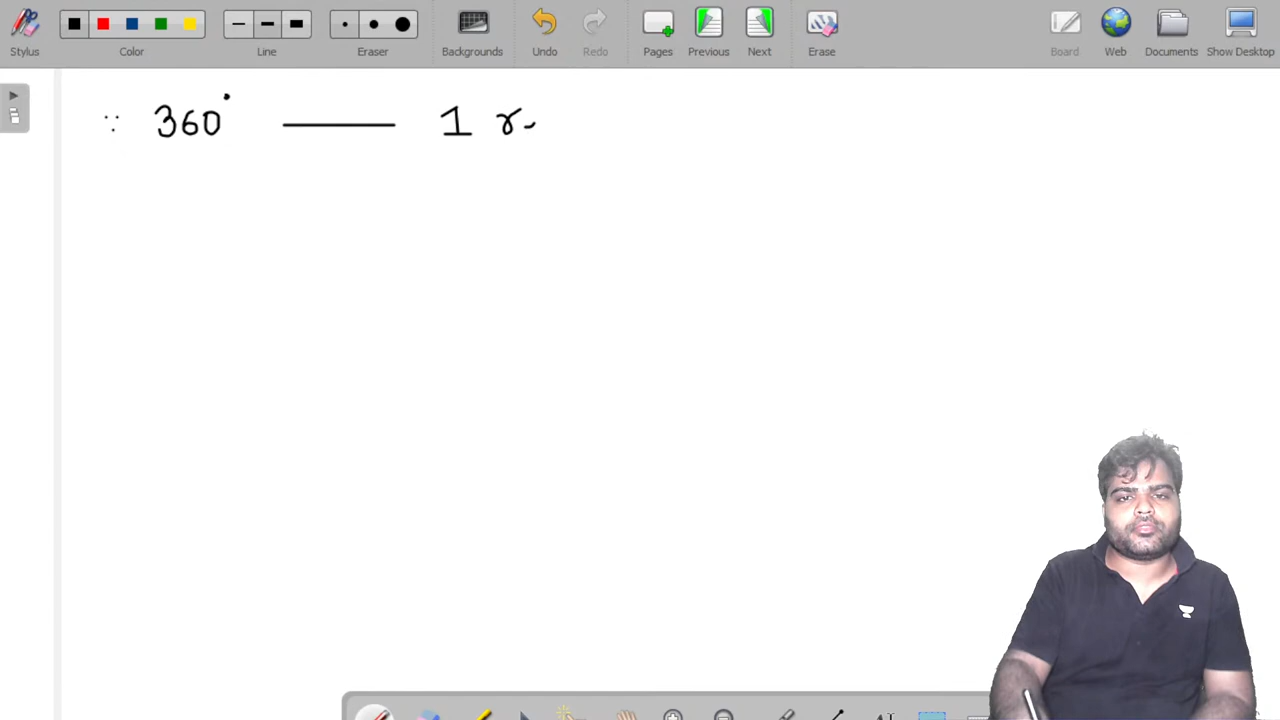 Stylus Color Line Eraser Backgrounds Undo Redo Pages Previous Next Erase Board Web Documents Show Desktop
∵ 360° —— 1 r